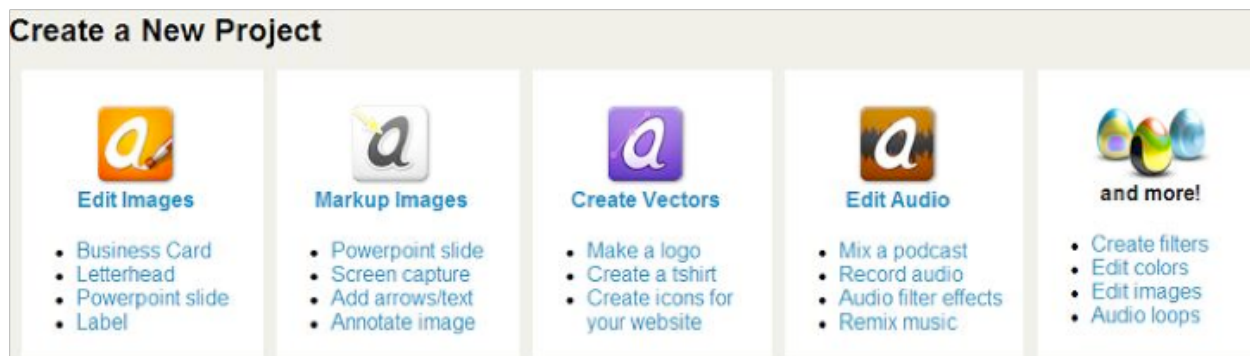 Create a New Project
a
Edit Images
Business Card
Letterhead
Powerpoint slide
Label
a
Markup Images
Powerpoint slide
Screen capture
Add arrows/text
Annotate image
a
Create Vectors
Make a logo
Create a tshirt
Create icons for
your website
a
Edit Audio
Mix a podcast
Record audio
Audio filter effects
Remix music
and more!
Create filters
Edit colors
Edit images
Audio loops